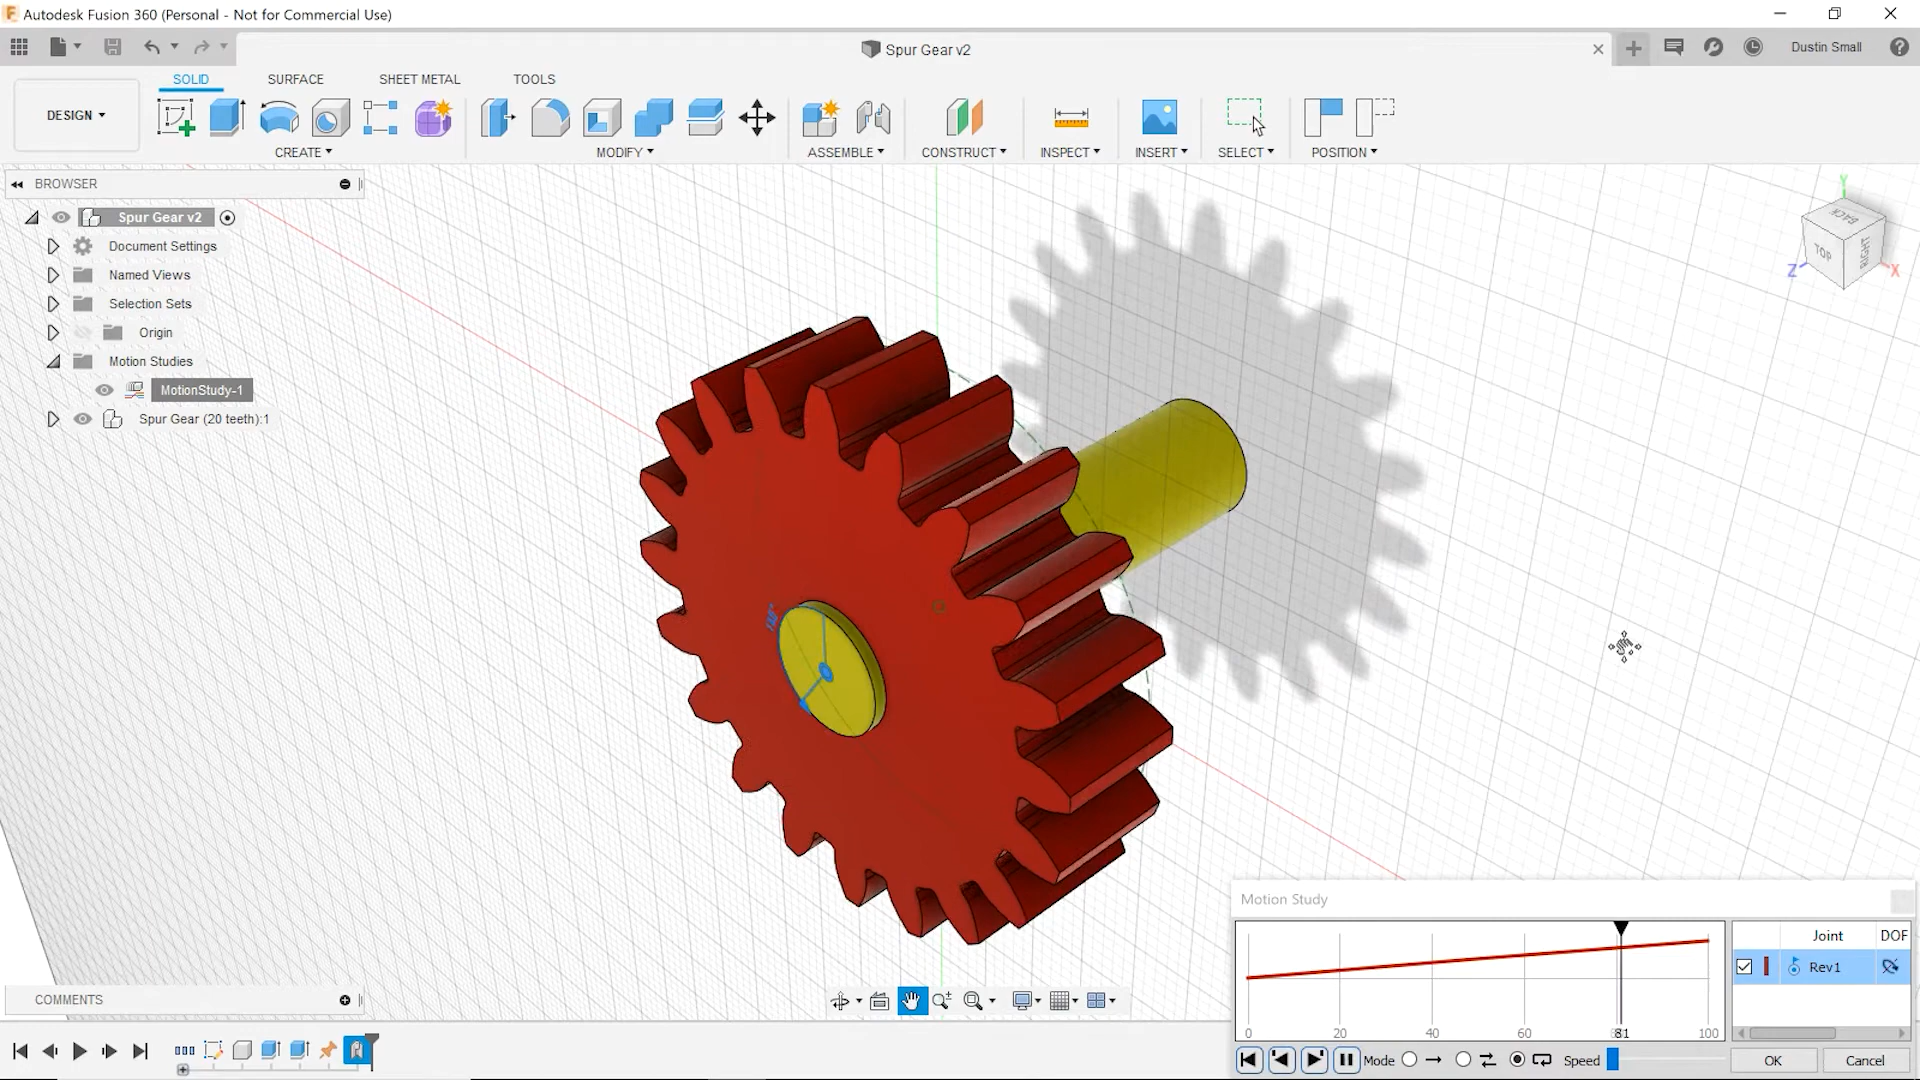 Autodesk Fusion 360 (Personal - Not for Commercial Use)
Spur Gear v2
Dustin Small
DESIGN
SOLID SURFACE SHEET METAL TOOLS
CREATE MODIFY ASSEMBLE CONSTRUCT INSPECT INSERT SELECT POSITION
BROWSER
Spur Gear v2
Document Settings
Named Views
Selection Sets
Origin
Motion Studies
MotionStudy-1
Spur Gear (20 teeth):1
Y
BACK
TOP
RIGHT
Z
X
Motion Study
Joint DOF
Rev1
0 20 40 60 81 100
Mode Speed OK Cancel
COMMENTS